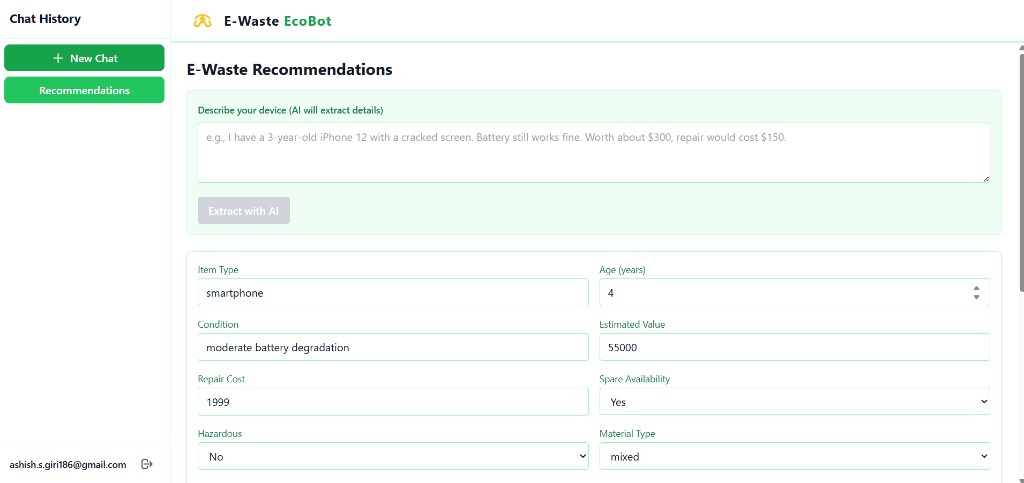 Chat History
E-Waste EcoBot
+ New Chat
Recommendations
E-Waste Recommendations
Describe your device (AI will extract details)
e.g., I have a 3-year-old iPhone 12 with a cracked screen. Battery still works fine. Worth about $300, repair would cost $150.
Extract with AI
Item Type
smartphone
Age (years)
4
Condition
moderate battery degradation
Estimated Value
55000
Repair Cost
1999
Spare Availability
Yes
Hazardous
No
Material Type
mixed
ashish.s.giri186@gmail.com